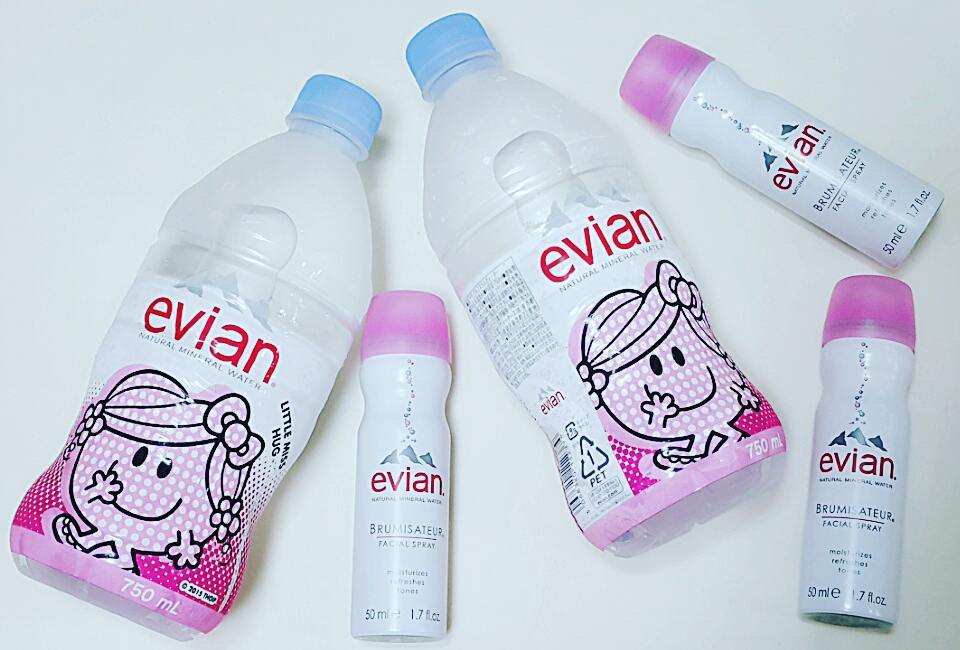 evian.
NATURAL MINERAL WATER
LITTLE MISS
HUG
© 2015 THOIP
750 mL
evian.
NATURAL MINERAL WATER
evian
PET
750 mL
evian.
NATURAL MINERAL WATER
BRUMISATEUR®
FACIAL SPRAY
moisturizes
refreshes
tones
50 ml e 1.7 fl.oz.
evian.
NATURAL MINERAL WATER
BRUMISATEUR®
FACIAL SPRAY
moisturizes
refreshes
tones
50 ml e 1.7 fl.oz.
evian.
NATURAL MINERAL WATER
BRUMISATEUR®
FACIAL SPRAY
moisturizes
refreshes
tones
50 ml e 1.7 fl.oz.